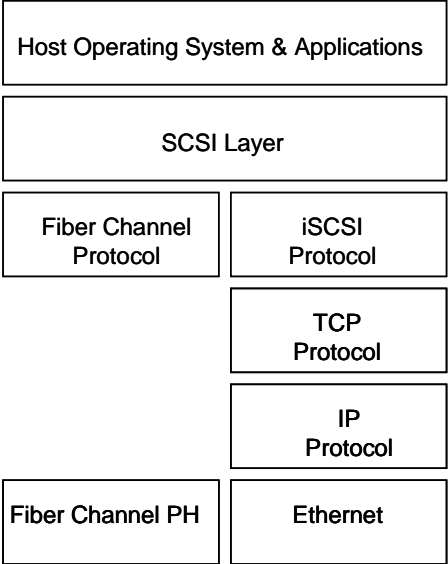 Host Operating System & Applications
SCSI Layer
Fiber Channel
Protocol
iSCSI
Protocol
TCP
Protocol
IP
Protocol
Fiber Channel PH
Ethernet